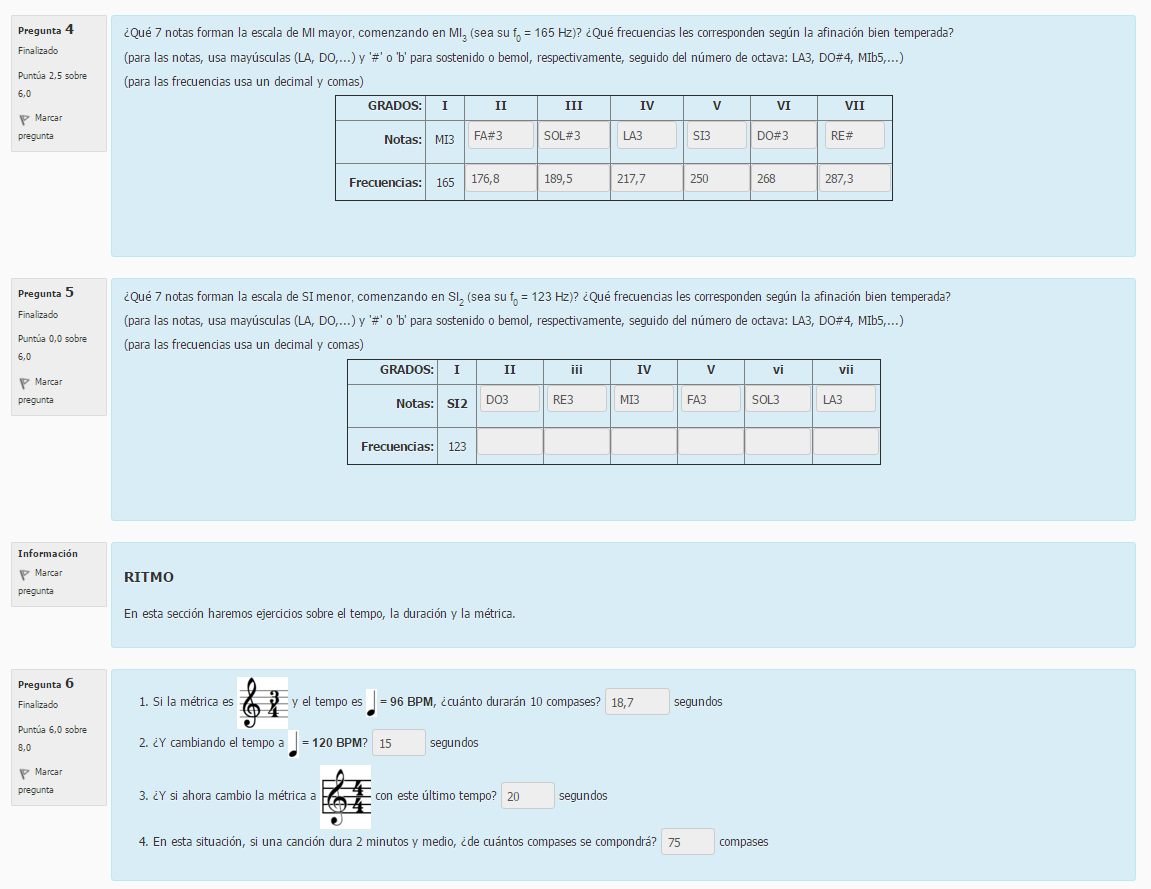 Pregunta 4
Finalizado
Puntúa 2,5 sobre
6,0
Marcar
pregunta
¿Qué 7 notas forman la escala de MI mayor, comenzando en MI3 (sea su f0 = 165 Hz)? ¿Qué frecuencias les corresponden según la afinación bien temperada?
(para las notas, usa mayúsculas (LA, DO,...) y '#' o 'b' para sostenido o bemol, respectivamente, seguido del número de octava: LA3, DO#4, MIb5,...)
(para las frecuencias usa un decimal y comas)
GRADOS: I II III IV V VI VII
Notas: MI3 FA#3 SOL#3 LA3 SI3 DO#3 RE#
Frecuencias: 165 176,8 189,5 217,7 250 268 287,3
Pregunta 5
Finalizado
Puntúa 0,0 sobre
6,0
Marcar
pregunta
¿Qué 7 notas forman la escala de SI menor, comenzando en SI2 (sea su f0 = 123 Hz)? ¿Qué frecuencias les corresponden según la afinación bien temperada?
(para las notas, usa mayúsculas (LA, DO,...) y '#' o 'b' para sostenido o bemol, respectivamente, seguido del número de octava: LA3, DO#4, MIb5,...)
(para las frecuencias usa un decimal y comas)
GRADOS: I II iii IV V vi vii
Notas: SI2 DO3 RE3 MI3 FA3 SOL3 LA3
Frecuencias: 123
Información
Marcar
pregunta
RITMO
En esta sección haremos ejercicios sobre el tempo, la duración y la métrica.
Pregunta 6
Finalizado
Puntúa 6,0 sobre
8,0
Marcar
pregunta
1. Si la métrica es 3 4 y el tempo es ♩ = 96 BPM, ¿cuánto durarán 10 compases? 18,7 segundos
2. ¿Y cambiando el tempo a ♩ = 120 BPM? 15 segundos
3. ¿Y si ahora cambio la métrica a 4 4 con este último tempo? 20 segundos
4. En esta situación, si una canción dura 2 minutos y medio, ¿de cuántos compases se compondrá? 75 compases